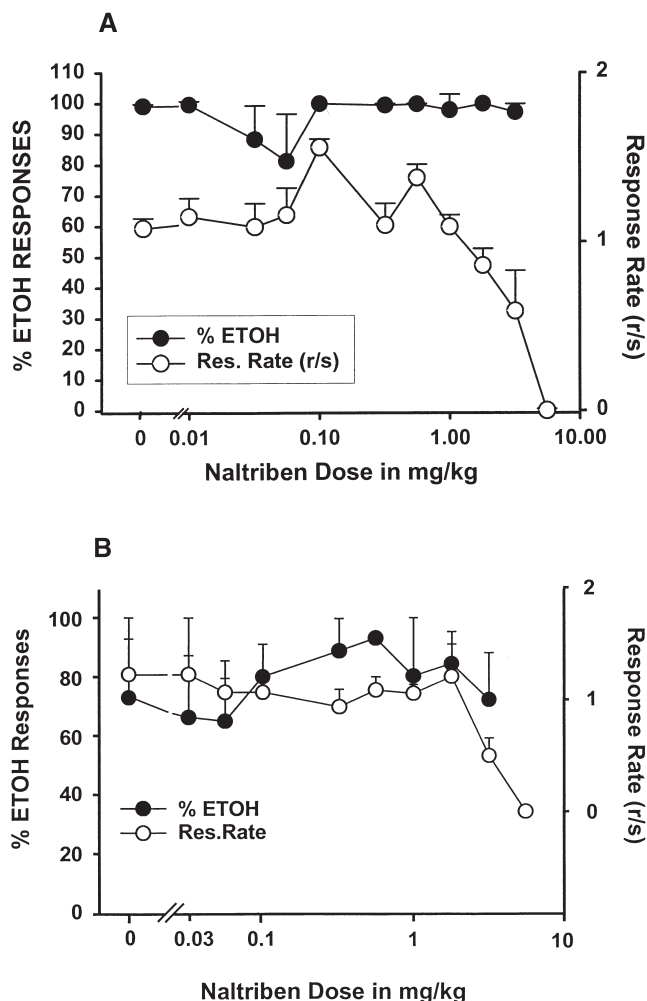 A
% ETOH RESPONSES
110
100
90
80
70
60
50
40
30
20
10
0
2
1
0
Response Rate (r/s)
% ETOH
Res. Rate (r/s)
0 0.01 0.10 1.00 10.00
Naltriben Dose in mg/kg
B
% ETOH Responses
100
80
60
40
20
0
2
1
0
Response Rate (r/s)
% ETOH
Res.Rate
0 0.03 0.1 1 10
Naltriben Dose in mg/kg